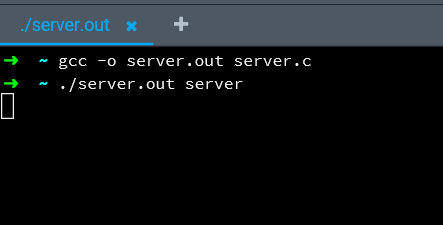 ./server.out × +
➜ ~ gcc -o server.out server.c
➜ ~ ./server.out server